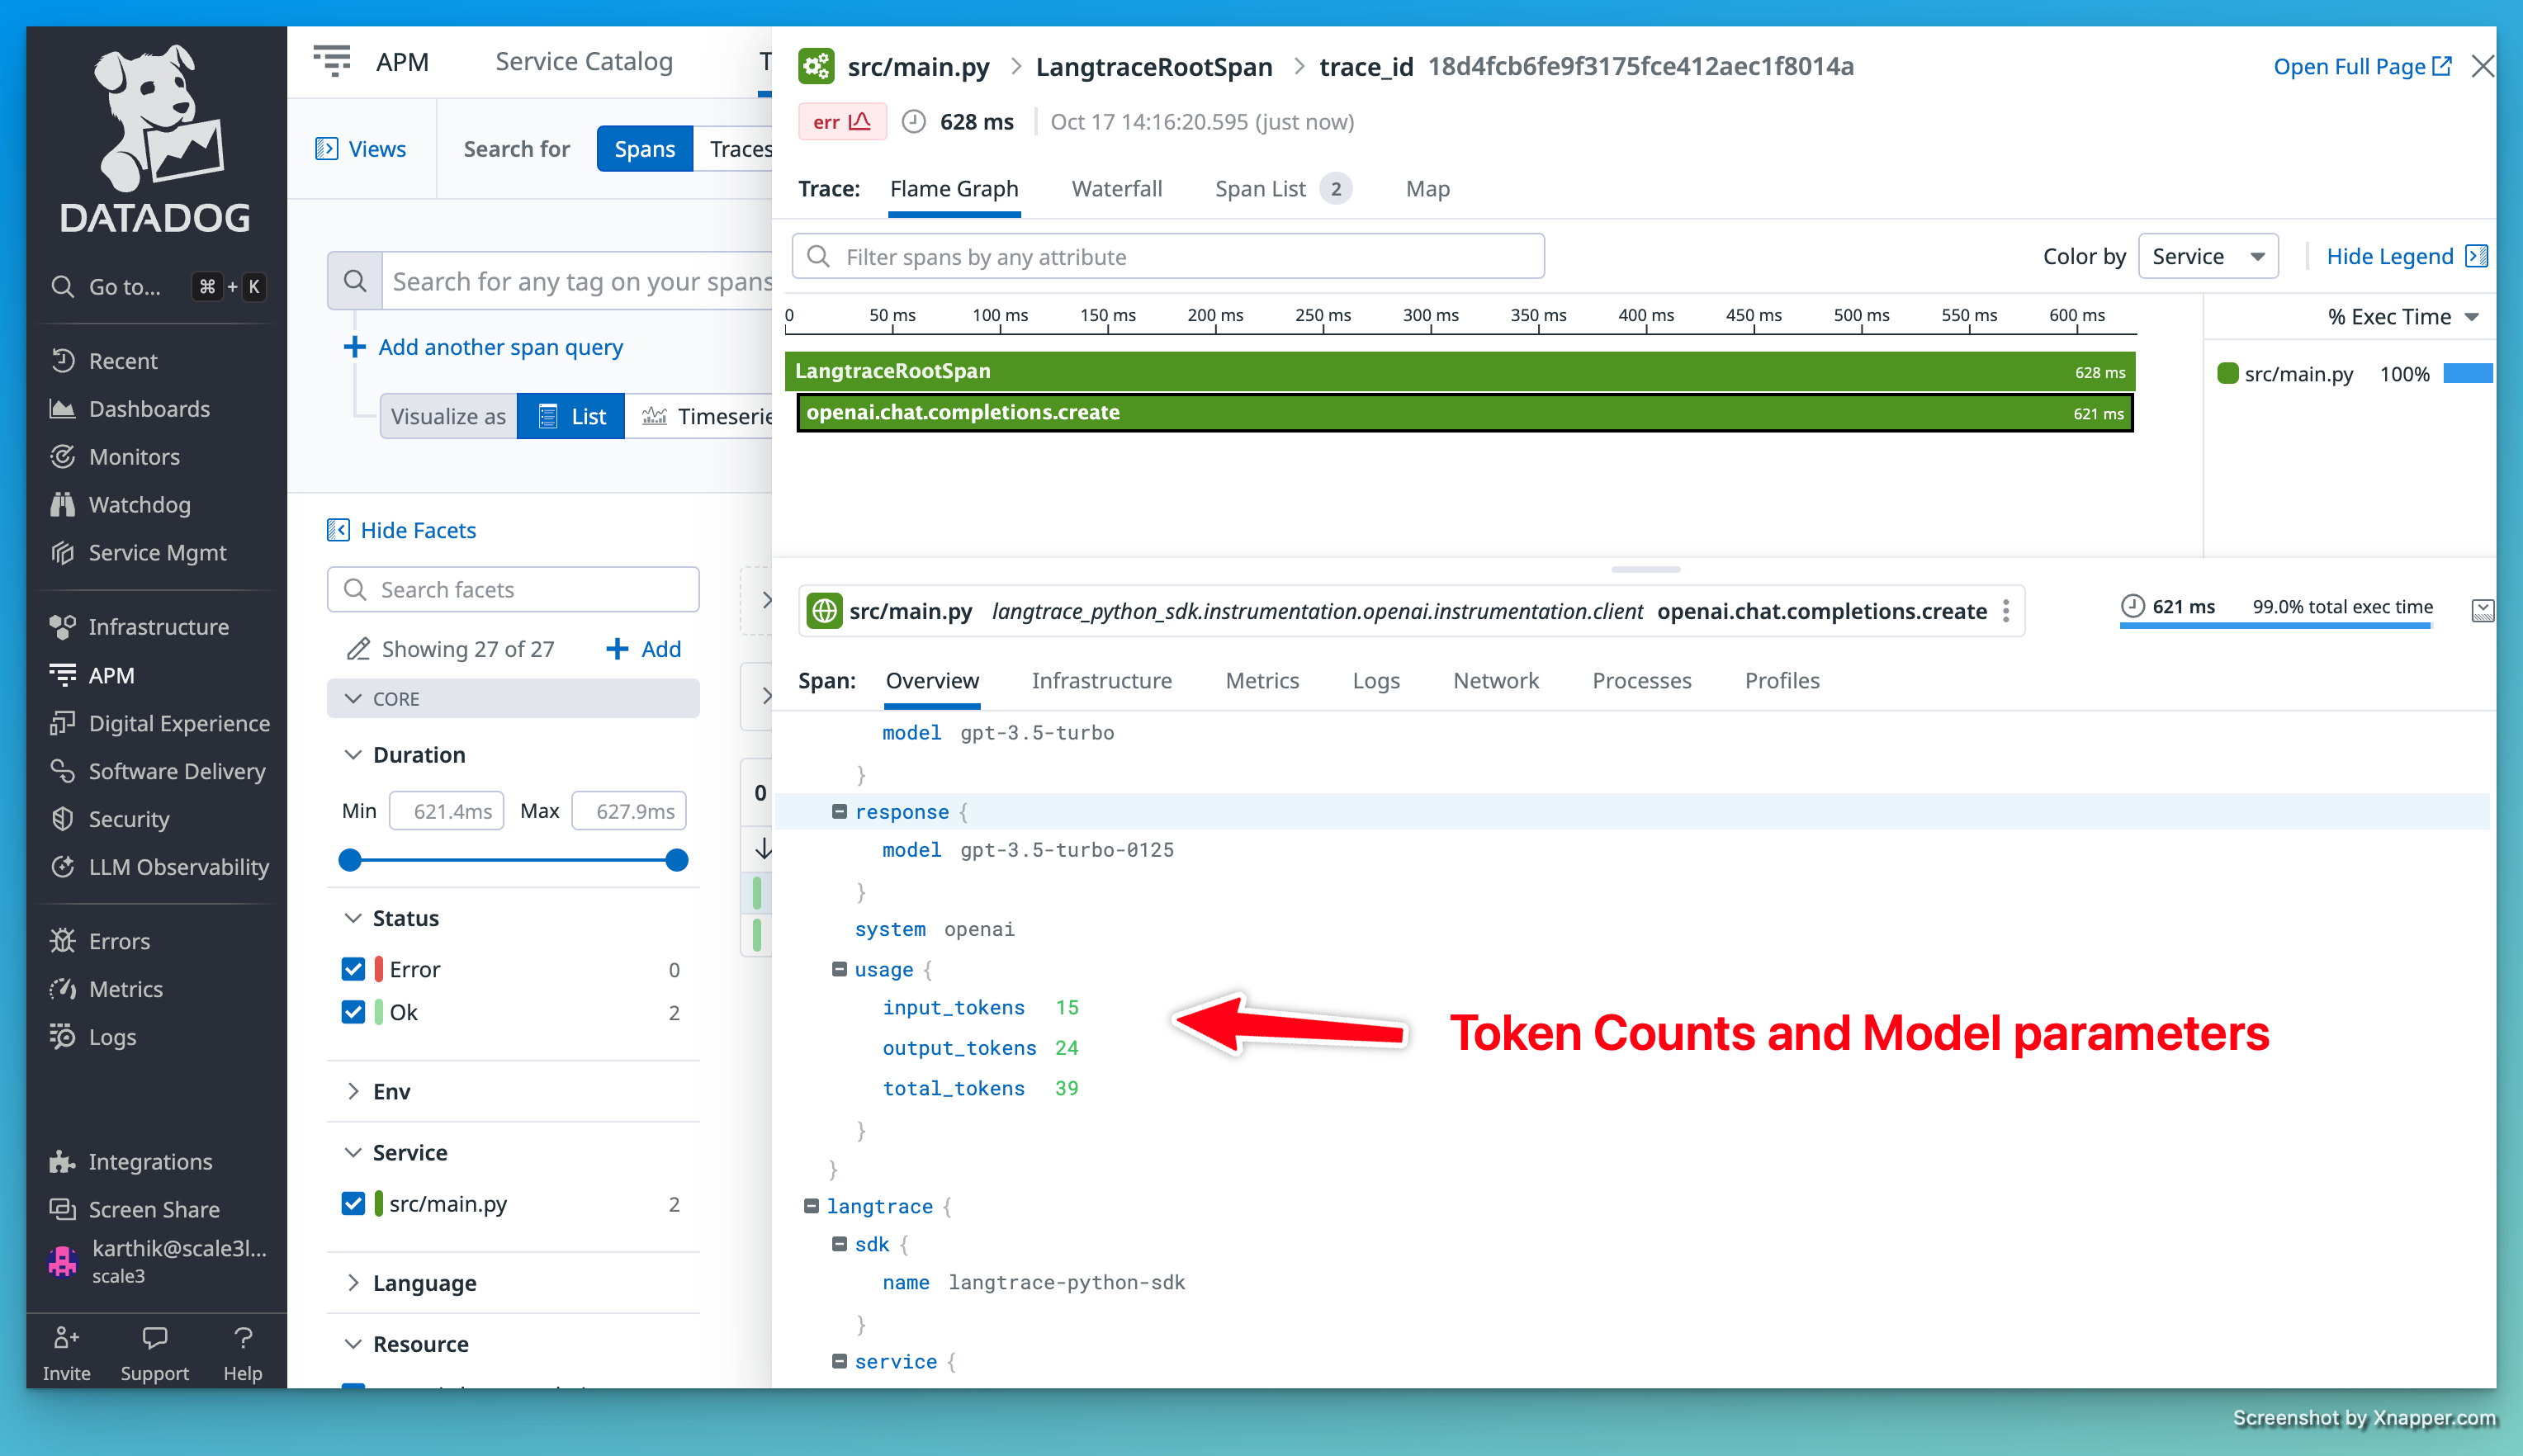 DATADOG
Go to... ⌘ + K
Recent
Dashboards
Monitors
Watchdog
Service Mgmt
Infrastructure
APM
Digital Experience
Software Delivery
Security
LLM Observability
Errors
Metrics
Logs
Integrations
Screen Share
karthik@scale3l...
scale3
Invite Support Help
APM Service Catalog T
Views Search for Spans Traces
Search for any tag on your spans
Add another span query
Visualize as List Timeserie
Hide Facets
Search facets
Showing 27 of 27 Add
CORE
Duration
Min 621.4ms Max 627.9ms
Status
Error 0
Ok 2
Env
Service
src/main.py 2
Language
Resource
0
src/main.py > LangtraceRootSpan > trace_id 18d4fcb6fe9f3175fce412aec1f8014a
Open Full Page
err 628 ms Oct 17 14:16:20.595 (just now)
Trace: Flame Graph Waterfall Span List 2 Map
Filter spans by any attribute
Color by Service Hide Legend
0 50 ms 100 ms 150 ms 200 ms 250 ms 300 ms 350 ms 400 ms 450 ms 500 ms 550 ms 600 ms
% Exec Time
LangtraceRootSpan 628 ms
src/main.py 100%
openai.chat.completions.create 621 ms
src/main.py langtrace_python_sdk.instrumentation.openai.instrumentation.client openai.chat.completions.create
621 ms 99.0% total exec time
Span: Overview Infrastructure Metrics Logs Network Processes Profiles
model gpt-3.5-turbo
}
response {
model gpt-3.5-turbo-0125
}
system openai
usage {
input_tokens 15
output_tokens 24
total_tokens 39
}
}
langtrace {
sdk {
name langtrace-python-sdk
}
service {
Token Counts and Model parameters
Screenshot by Xnapper.com